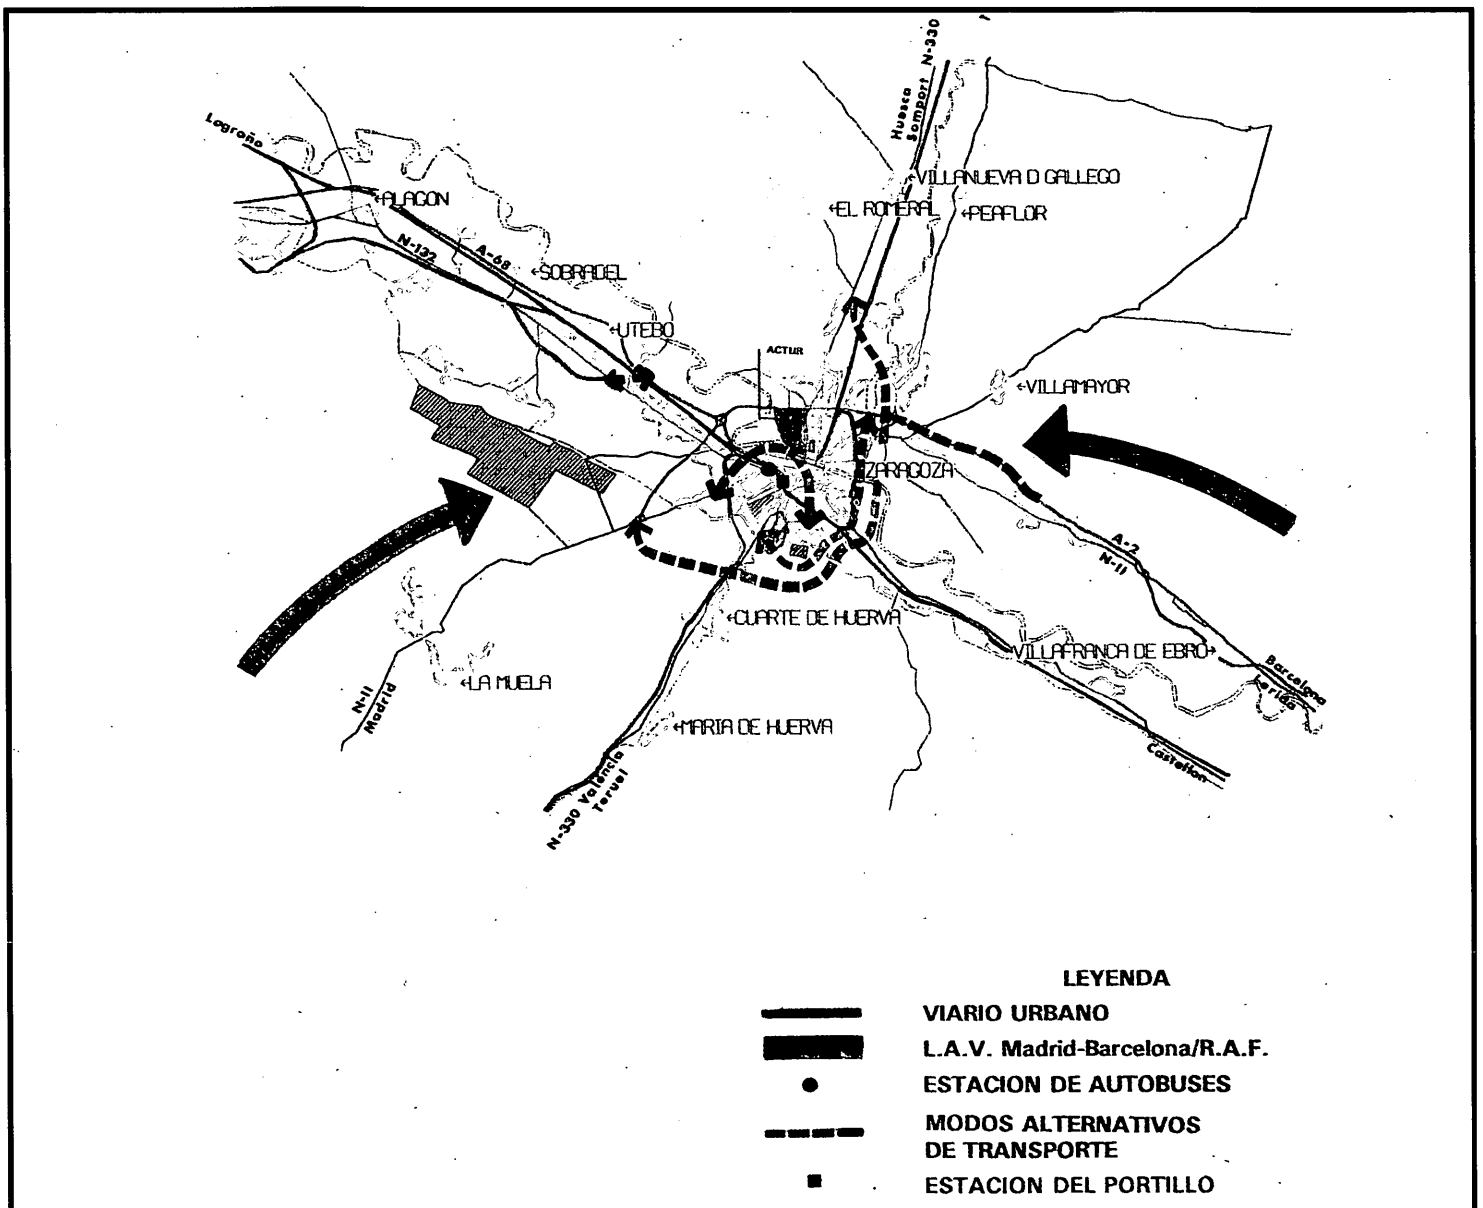 N-330
Huesca
Somport
Logroño
VILLANUEVA D GALLEGO
ALAGON
EL ROMERAL
PEAFLOR
N-132
A-68
SOBRADEL
UTEBO
ACTUR
VILLAMAYOR
ZARAGOZA
A-2
N-II
CUARTE DE HUERVA
VILLAFRANCA DE EBRO
Barcelona
Lerida
LA MUELA
N-II
Madrid
MARIA DE HUERVA
Castellon
N-330 Valencia
Teruel
LEYENDA
VIARIO URBANO
L.A.V. Madrid-Barcelona/R.A.F.
ESTACION DE AUTOBUSES
MODOS ALTERNATIVOS
DE TRANSPORTE
ESTACION DEL PORTILLO